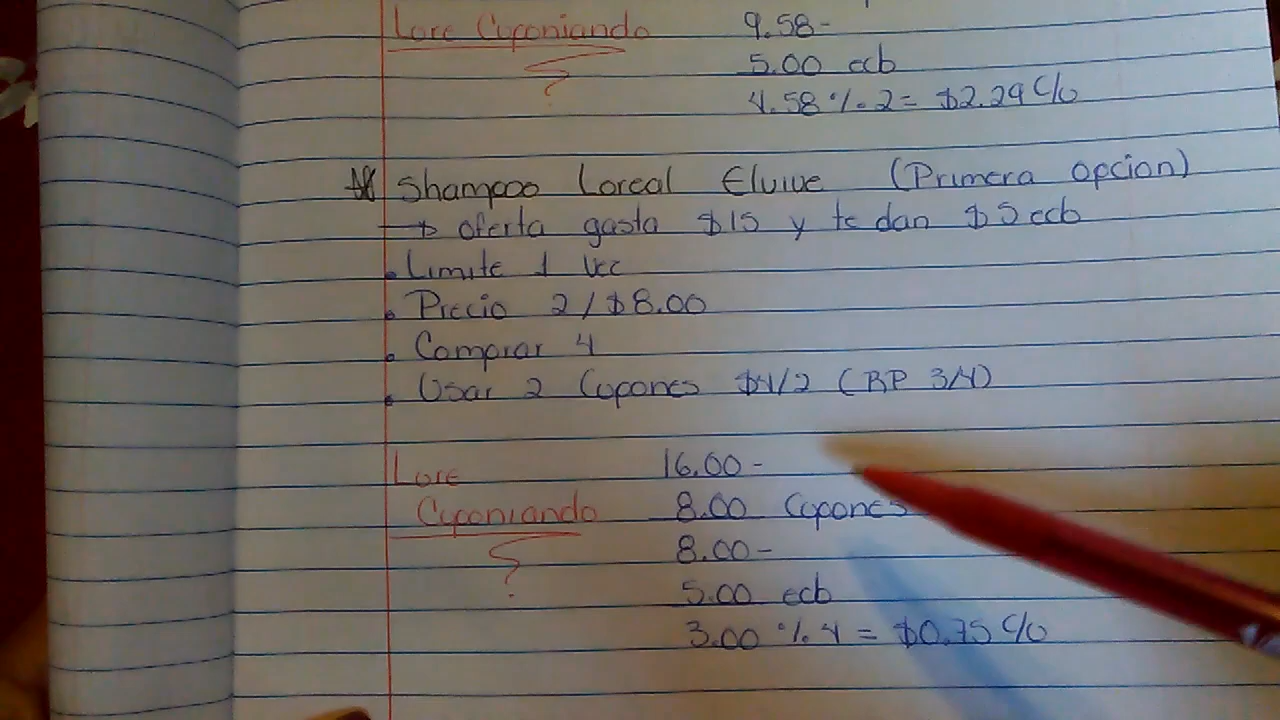 Lore Cuponiando
9.58-
5.00 ecb
4.58 %. 2 = $2.29 C/o
Shampoo Loreal Elvive (Primera opcion)
→ oferta gasta $15 y te dan $5 ecb
. Limite 1 Vez
. Precio 2/$8.00
. Comprar 4
. Usar 2 Cupones $4/2 (RP 3/4)
Lore
Cuponiando
16.00-
8.00 Cupones
8.00-
5.00 ecb
3.00 %. 4 = $0.75 C/o